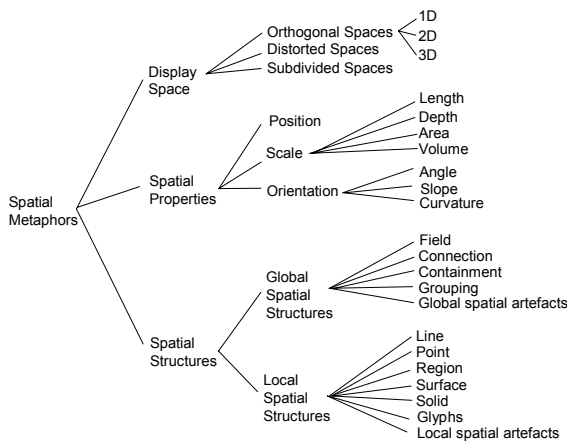 Spatial
Metaphors
Display
Space
Orthogonal Spaces
1D
2D
3D
Distorted Spaces
Subdivided Spaces
Spatial
Properties
Position
Scale
Length
Depth
Area
Volume
Orientation
Angle
Slope
Curvature
Spatial
Structures
Global
Spatial
Structures
Field
Connection
Containment
Grouping
Global spatial artefacts
Local
Spatial
Structures
Line
Point
Region
Surface
Solid
Glyphs
Local spatial artefacts